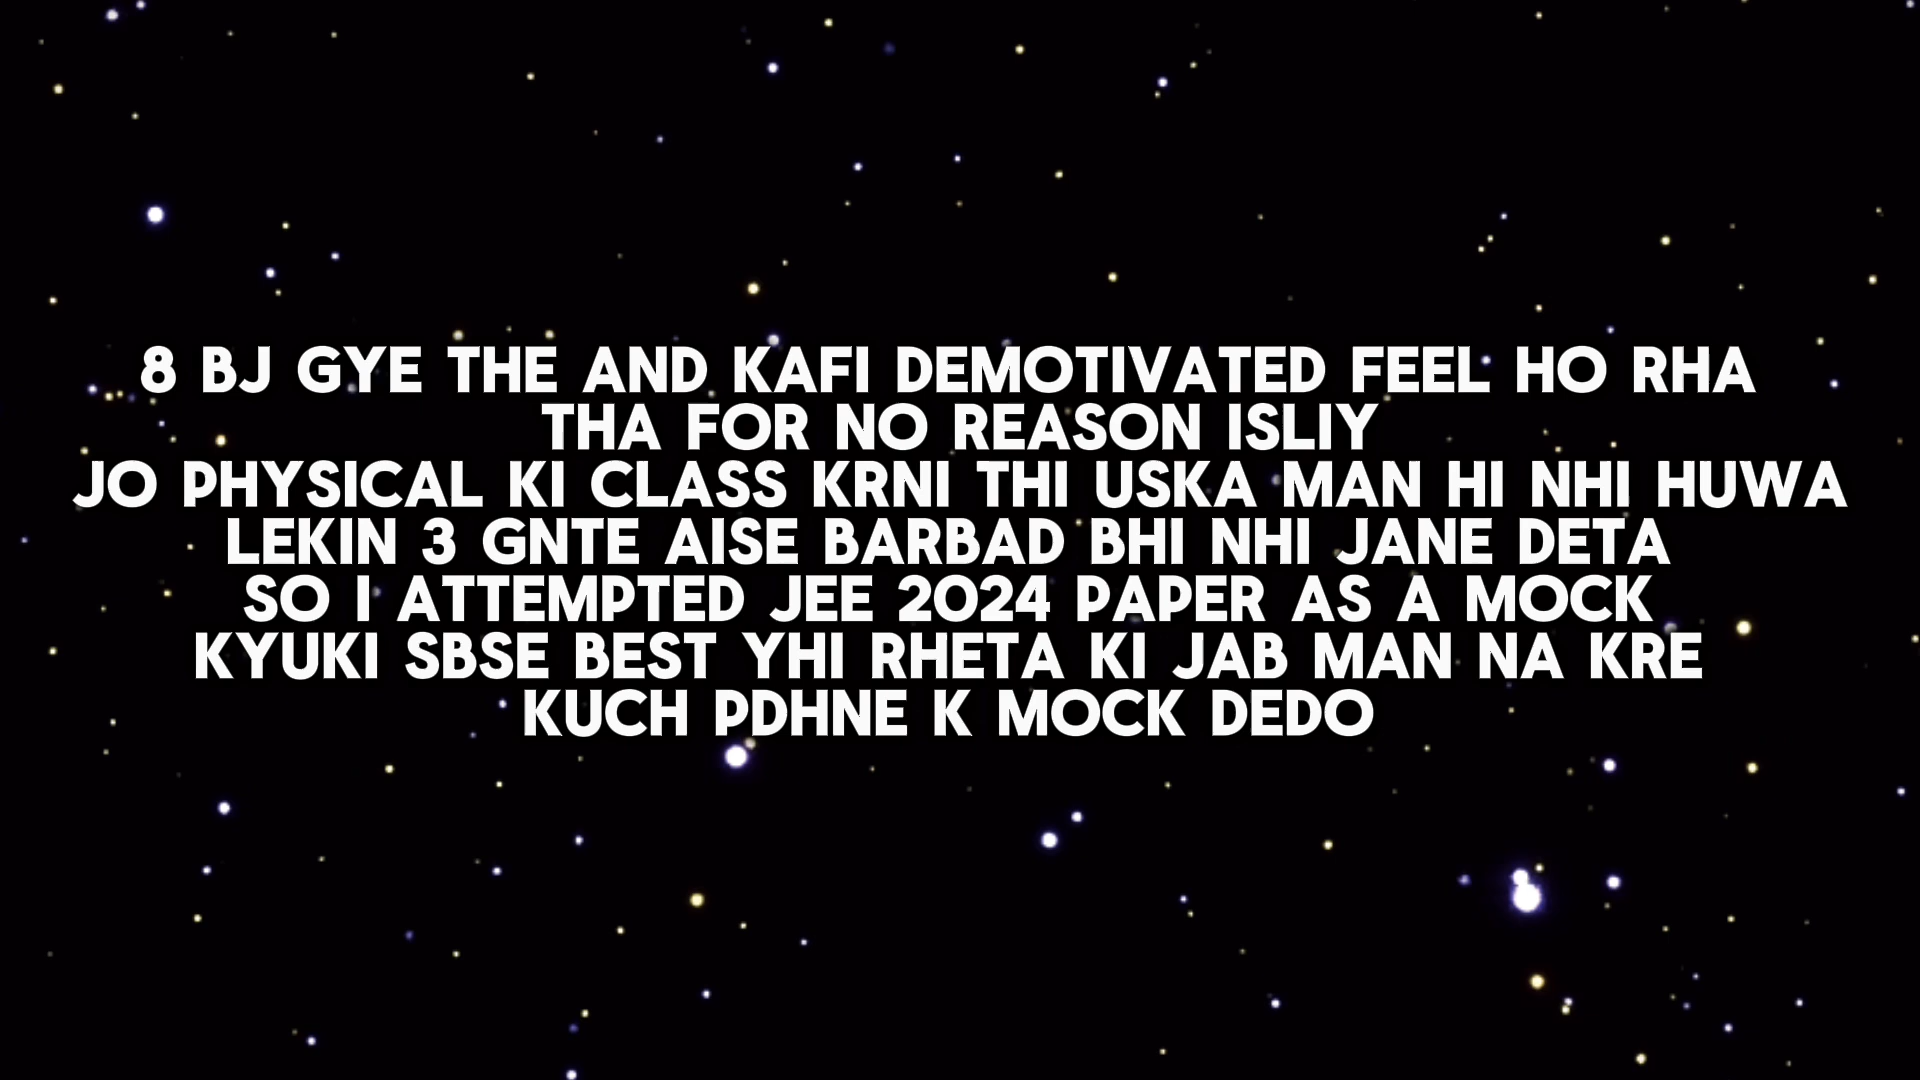 8 BJ GYE THE AND KAFI DEMOTIVATED FEEL HO RHA
THA FOR NO REASON ISLIY
JO PHYSICAL KI CLASS KRNI THI USKA MAN HI NHI HUWA
LEKIN 3 GNTE AISE BARBAD BHI NHI JANE DETA
SO I ATTEMPTED JEE 2024 PAPER AS A MOCK
KYUKI SBSE BEST YHI RHETA KI JAB MAN NA KRE
KUCH PDHNE K MOCK DEDO